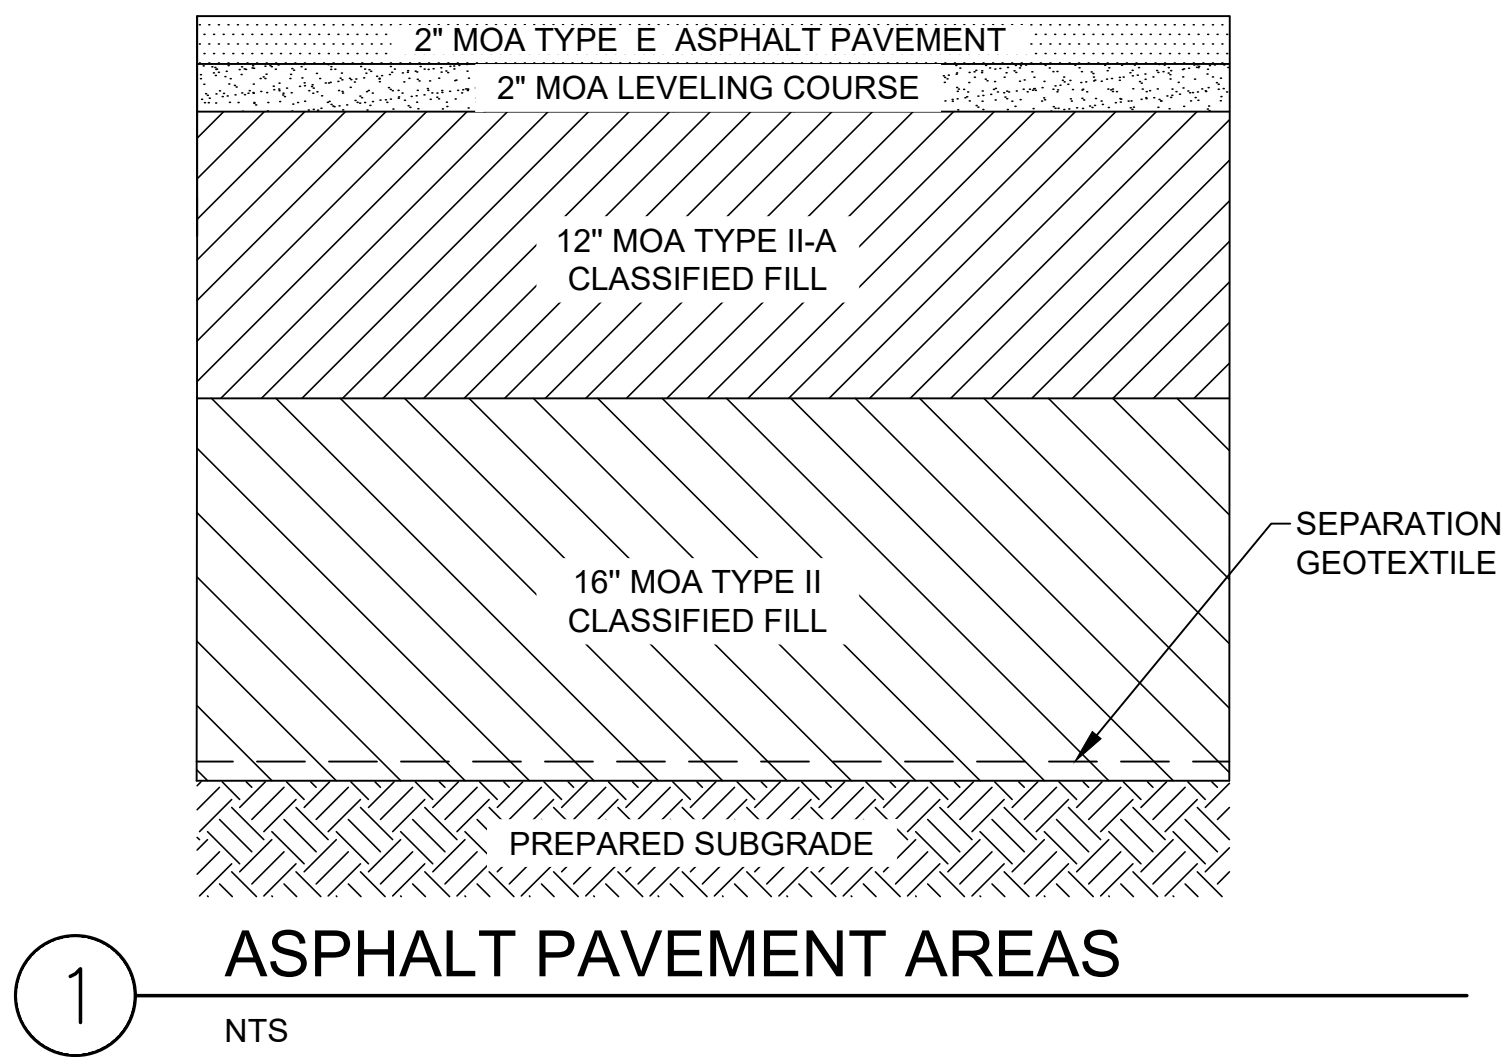 2" MOA TYPE E ASPHALT PAVEMENT
2" MOA LEVELING COURSE
12" MOA TYPE II-A
CLASSIFIED FILL
16" MOA TYPE II
CLASSIFIED FILL
SEPARATION
GEOTEXTILE
PREPARED SUBGRADE
1
ASPHALT PAVEMENT AREAS
NTS